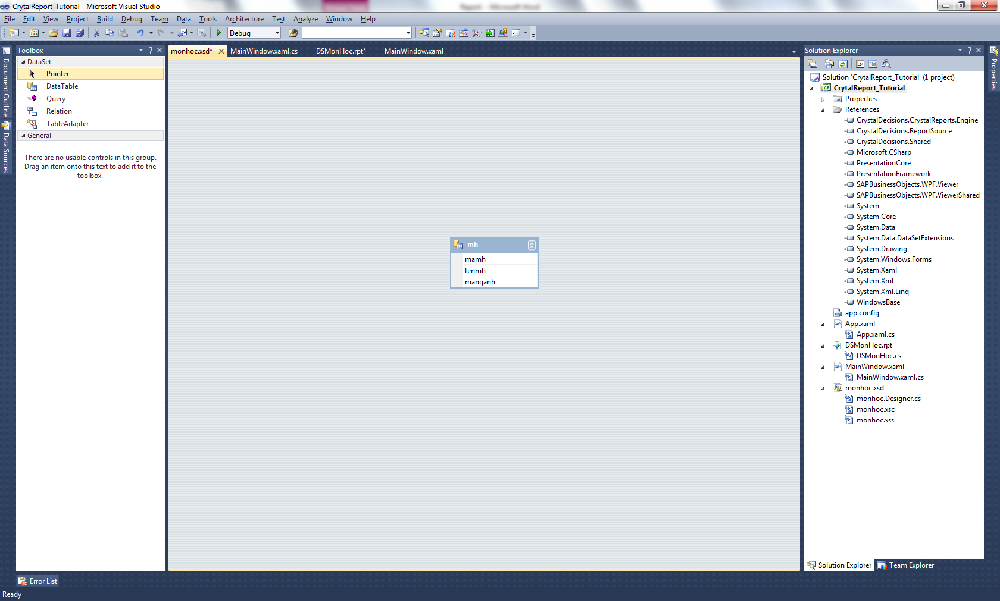 CrytalReport_Tutorial - Microsoft Visual Studio
File Edit View Project Build Debug Team Data Tools Architecture Test Analyze Window Help
Debug
Document Outline
Data Sources
Toolbox
DataSet
Pointer
DataTable
Query
Relation
TableAdapter
General
There are no usable controls in this group.
Drag an item onto this text to add it to the
toolbox.
monhoc.xsd* MainWindow.xaml.cs DSMonHoc.rpt* MainWindow.xaml
mh
mamh
tenmh
manganh
Solution Explorer
Solution 'CrytalReport_Tutorial' (1 project)
CrytalReport_Tutorial
Properties
References
CrystalDecisions.CrystalReports.Engine
CrystalDecisions.ReportSource
CrystalDecisions.Shared
Microsoft.CSharp
PresentationCore
PresentationFramework
SAPBusinessObjects.WPF.Viewer
SAPBusinessObjects.WPF.ViewerShared
System
System.Core
System.Data
System.Data.DataSetExtensions
System.Drawing
System.Windows.Forms
System.Xaml
System.Xml
System.Xml.Linq
WindowsBase
app.config
App.xaml
App.xaml.cs
DSMonHoc.rpt
DSMonHoc.cs
MainWindow.xaml
MainWindow.xaml.cs
monhoc.xsd
monhoc.Designer.cs
monhoc.xsc
monhoc.xss
Solution Explorer Team Explorer
Properties
Error List
Ready